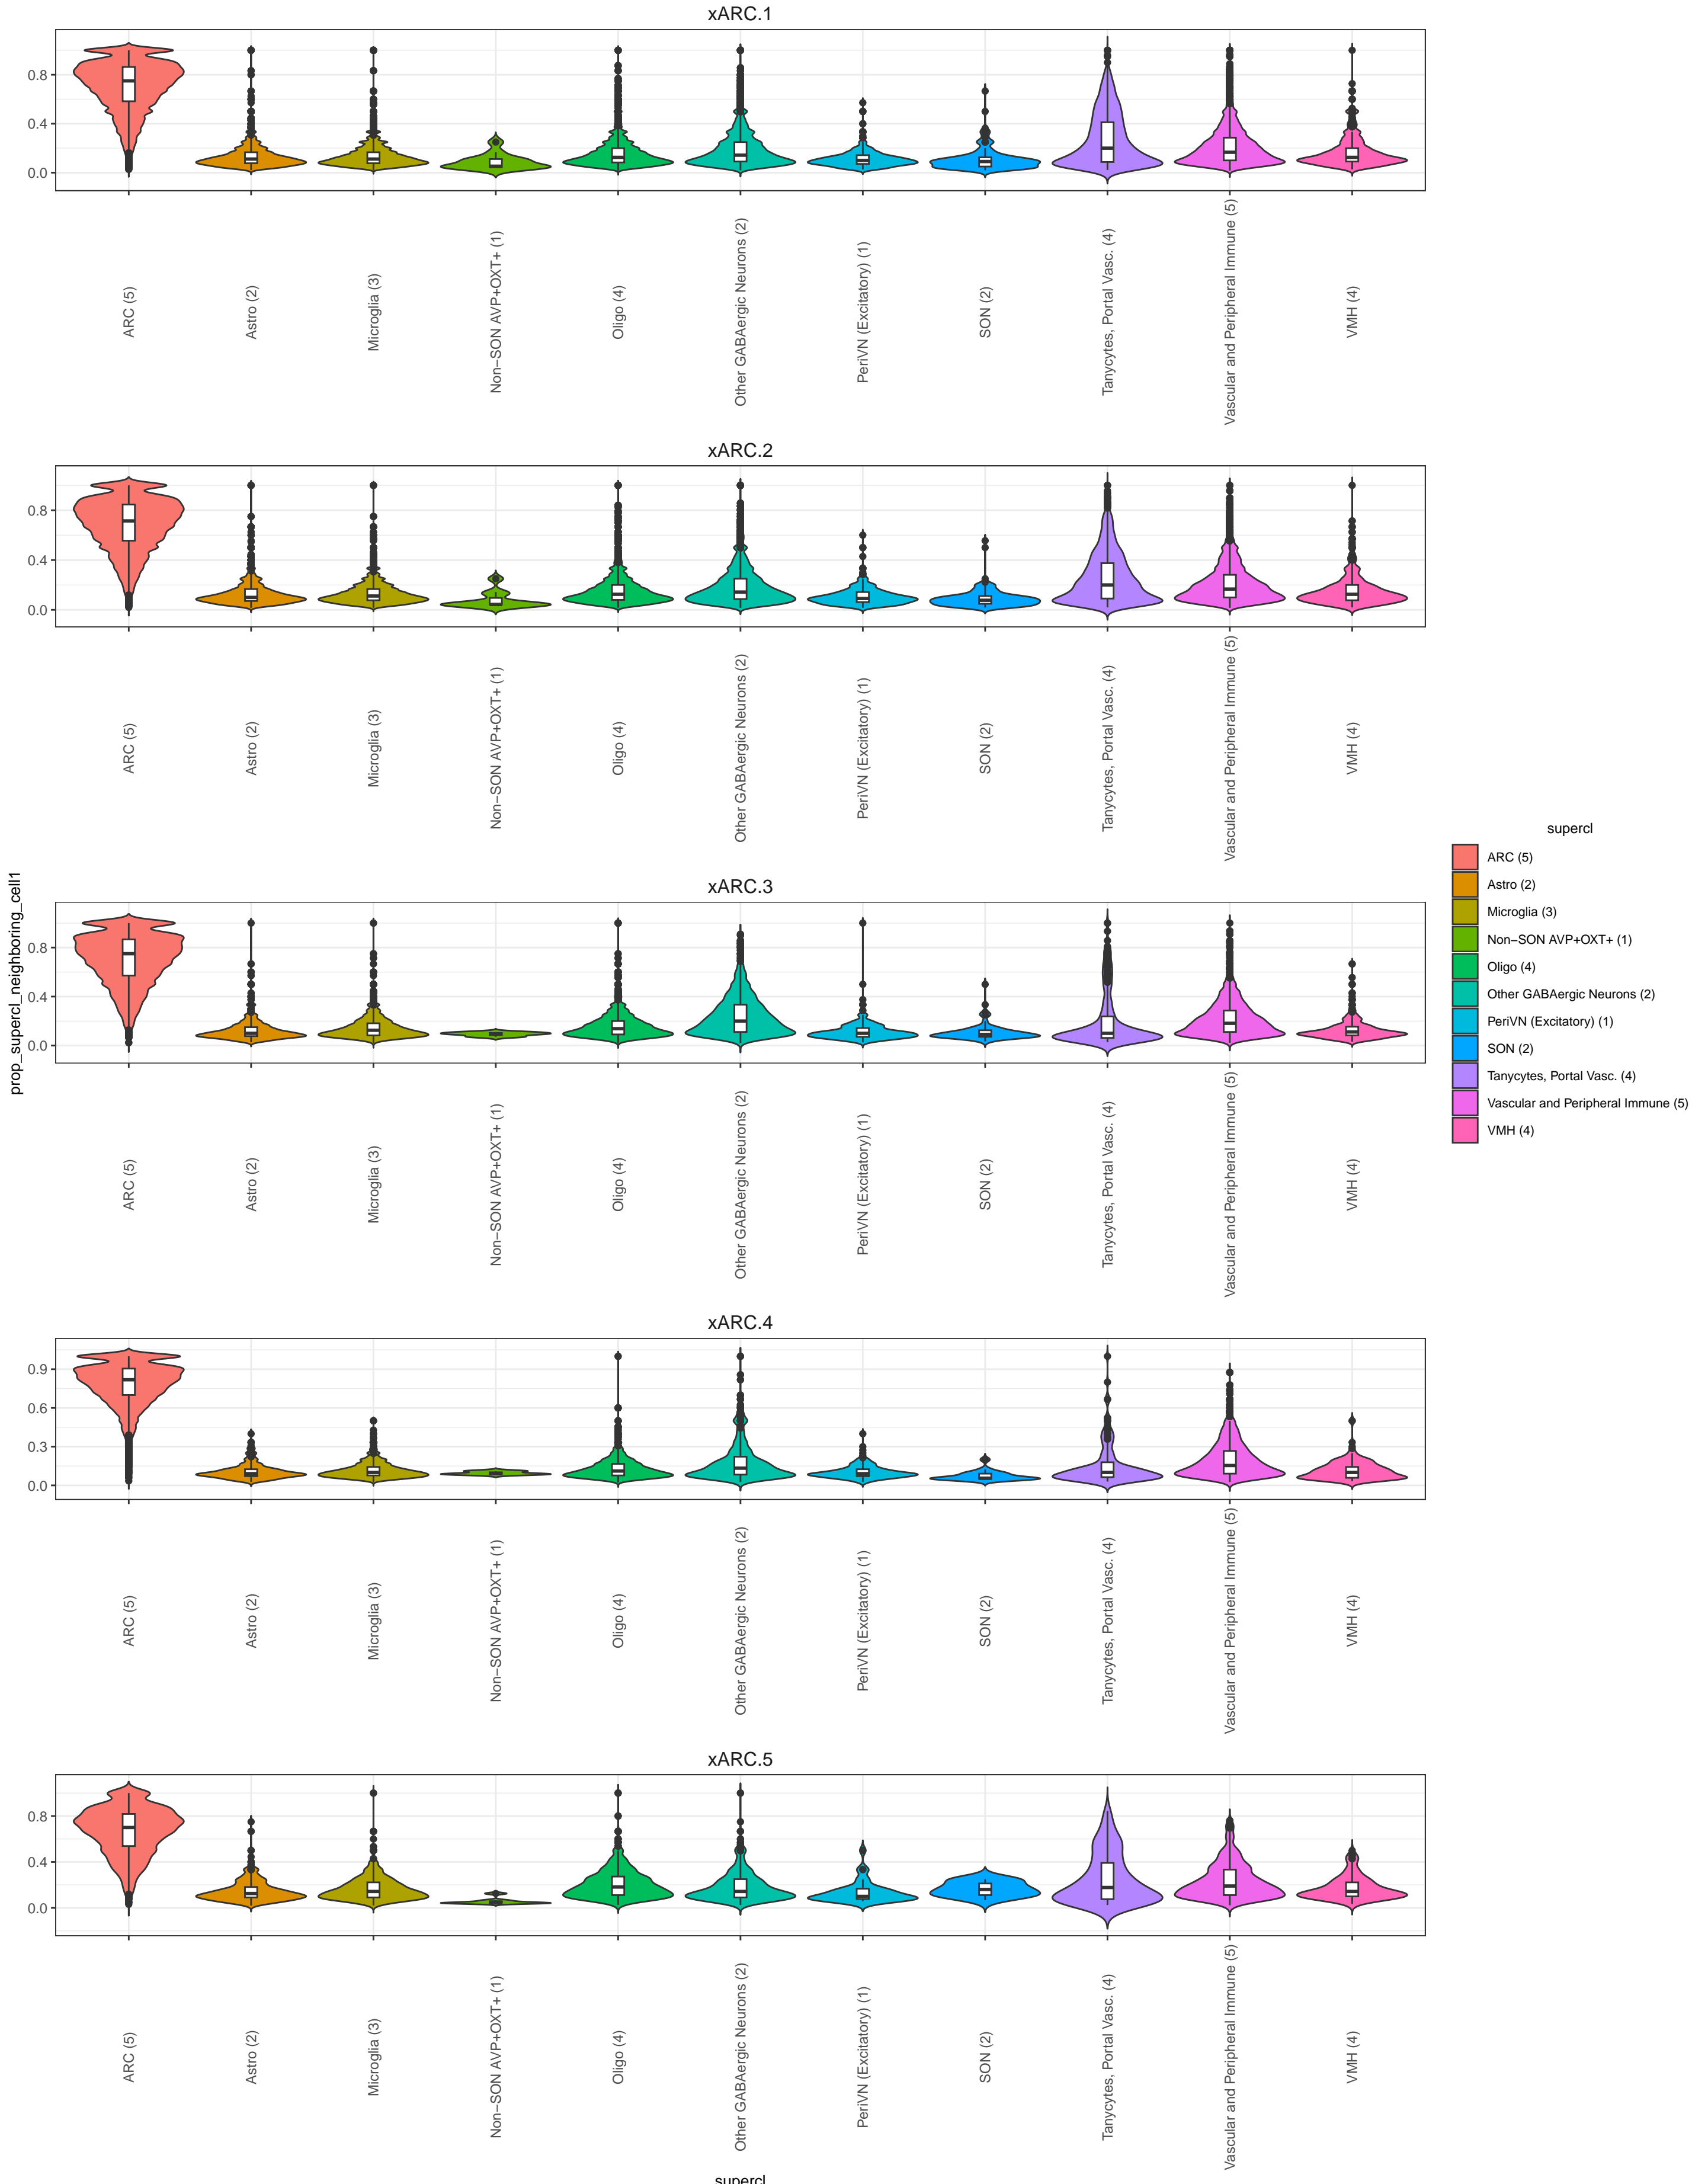 xARC.1
0.8
0.4
0.0
ARC (5)
Astro (2)
Microglia (3)
Non−SON AVP+OXT+ (1)
Oligo (4)
Other GABAergic Neurons (2)
PeriVN (Excitatory) (1)
SON (2)
Tanycytes, Portal Vasc. (4)
Vascular and Peripheral Immune (5)
VMH (4)
xARC.2
0.8
0.4
0.0
ARC (5)
Astro (2)
Microglia (3)
Non−SON AVP+OXT+ (1)
Oligo (4)
Other GABAergic Neurons (2)
PeriVN (Excitatory) (1)
SON (2)
Tanycytes, Portal Vasc. (4)
Vascular and Peripheral Immune (5)
VMH (4)
prop_supercl_neighboring_cell1
xARC.3
0.8
0.4
0.0
ARC (5)
Astro (2)
Microglia (3)
Non−SON AVP+OXT+ (1)
Oligo (4)
Other GABAergic Neurons (2)
PeriVN (Excitatory) (1)
SON (2)
Tanycytes, Portal Vasc. (4)
Vascular and Peripheral Immune (5)
VMH (4)
xARC.4
0.9
0.6
0.3
0.0
ARC (5)
Astro (2)
Microglia (3)
Non−SON AVP+OXT+ (1)
Oligo (4)
Other GABAergic Neurons (2)
PeriVN (Excitatory) (1)
SON (2)
Tanycytes, Portal Vasc. (4)
Vascular and Peripheral Immune (5)
VMH (4)
xARC.5
0.8
0.4
0.0
ARC (5)
Astro (2)
Microglia (3)
Non−SON AVP+OXT+ (1)
Oligo (4)
Other GABAergic Neurons (2)
PeriVN (Excitatory) (1)
SON (2)
Tanycytes, Portal Vasc. (4)
Vascular and Peripheral Immune (5)
VMH (4)
supercl
supercl
ARC (5)
Astro (2)
Microglia (3)
Non−SON AVP+OXT+ (1)
Oligo (4)
Other GABAergic Neurons (2)
PeriVN (Excitatory) (1)
SON (2)
Tanycytes, Portal Vasc. (4)
Vascular and Peripheral Immune (5)
VMH (4)